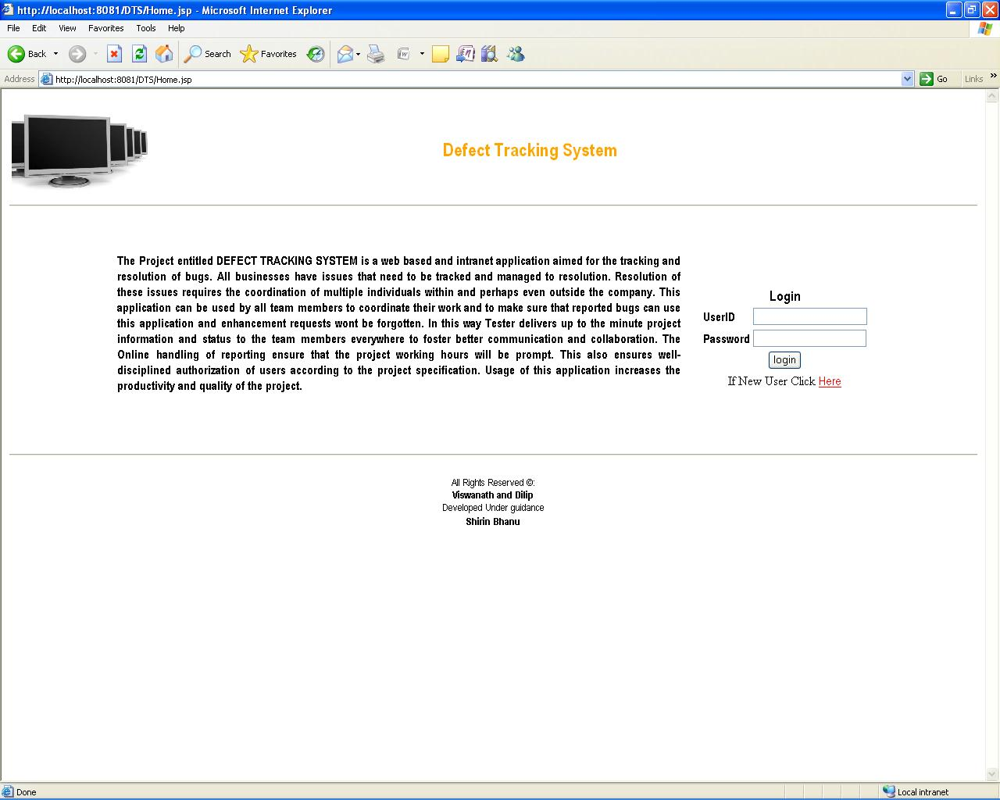 http://localhost:8081/DTS/Home.jsp - Microsoft Internet Explorer
File Edit View Favorites Tools Help
Back Search Favorites
Address http://localhost:8081/DTS/Home.jsp Go Links »
Defect Tracking System
The Project entitled DEFECT TRACKING SYSTEM is a web based and intranet application aimed for the tracking and
resolution of bugs. All businesses have issues that need to be tracked and managed to resolution. Resolution of
these issues requires the coordination of multiple individuals within and perhaps even outside the company. This
application can be used by all team members to coordinate their work and to make sure that reported bugs can use
this application and enhancement requests wont be forgotten. In this way Tester delivers up to the minute project
information and status to the team members everywhere to foster better communication and collaboration. The
Online handling of reporting ensure that the project working hours will be prompt. This also ensures well-
disciplined authorization of users according to the project specification. Usage of this application increases the
productivity and quality of the project.
Login
UserID
Password
login
If New User Click Here
All Rights Reserved ©:
Viswanath and Dilip
Developed Under guidance
Shirin Bhanu
Done Local intranet